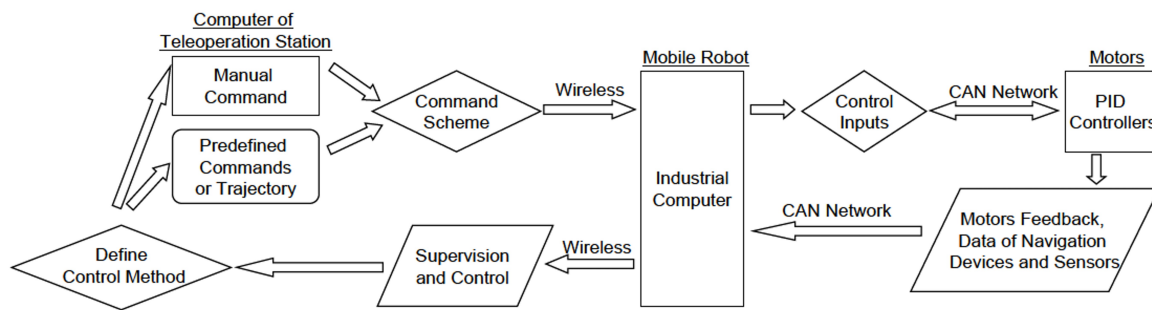 Computer of
Teleoperation Station
Manual
Command
Predefined
Commands
or Trajectory
Define
Control Method
Command
Scheme
Wireless
Supervision
and Control
Wireless
Mobile Robot
Industrial
Computer
Control
Inputs
CAN Network
CAN Network
Motors
PID
Controllers
Motors Feedback,
Data of Navigation
Devices and Sensors